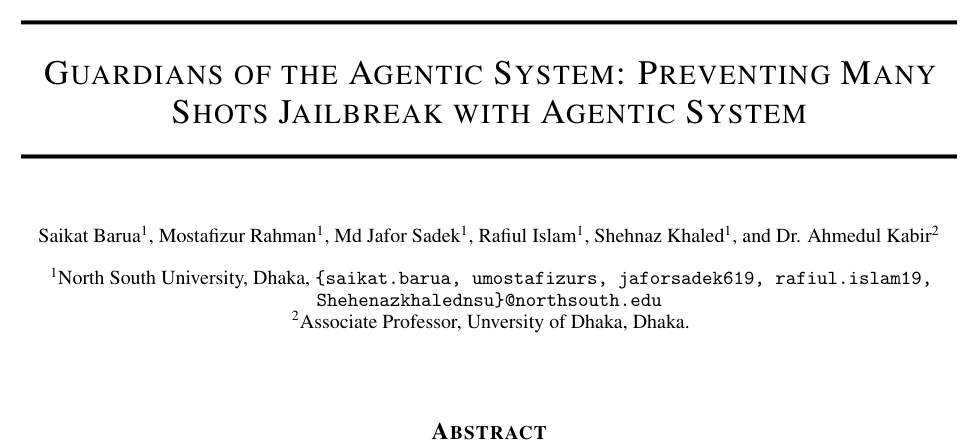 GUARDIANS OF THE AGENTIC SYSTEM: PREVENTING MANY
SHOTS JAILBREAK WITH AGENTIC SYSTEM
Saikat Barua1, Mostafizur Rahman1, Md Jafor Sadek1, Rafiul Islam1, Shehnaz Khaled1, and Dr. Ahmedul Kabir2
1North South University, Dhaka, {saikat.barua, umostafizurs, jaforsadek619, rafiul.islam19,
Shehenazkhalednsu}@northsouth.edu
2Associate Professor, Unversity of Dhaka, Dhaka.
ABSTRACT